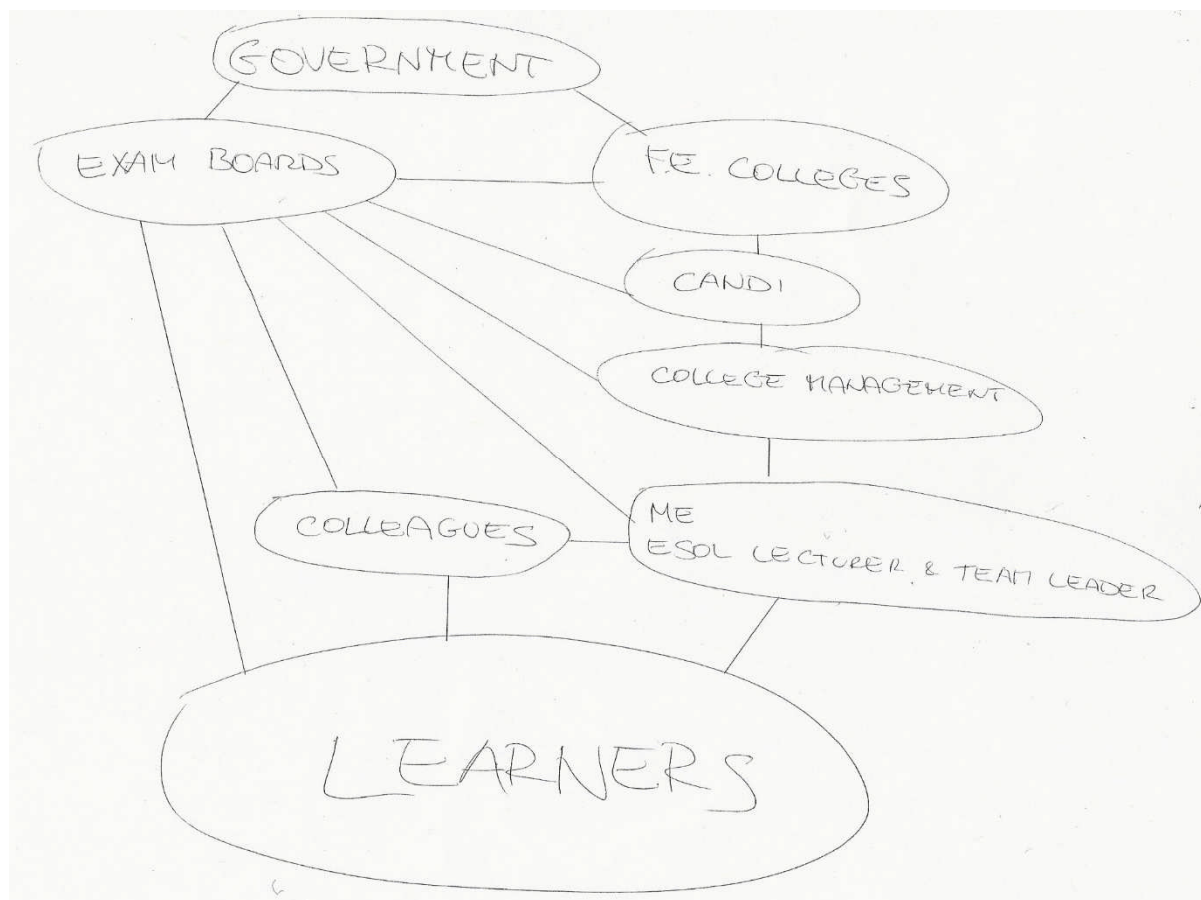 GOVERNMENT
EXAM BOARDS
F.E. COLLEGES
CANDI
COLLEGE MANAGEMENT
COLLEAGUES
ME
ESOL LECTURER & TEAM LEADER
LEARNERS